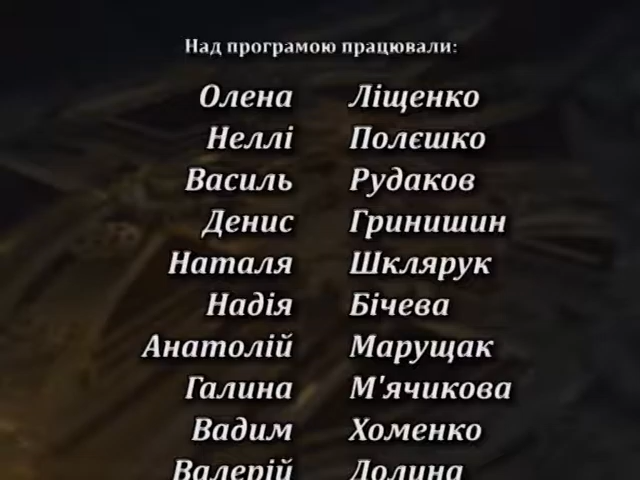 Над програмою працювали:
Олена Ліщенко
Неллі Полєшко
Василь Рудаков
Денис Гринишин
Наталя Шклярук
Надія Бічева
Анатолій Марущак
Галина М'ячикова
Вадим Хоменко
Валерій Долина